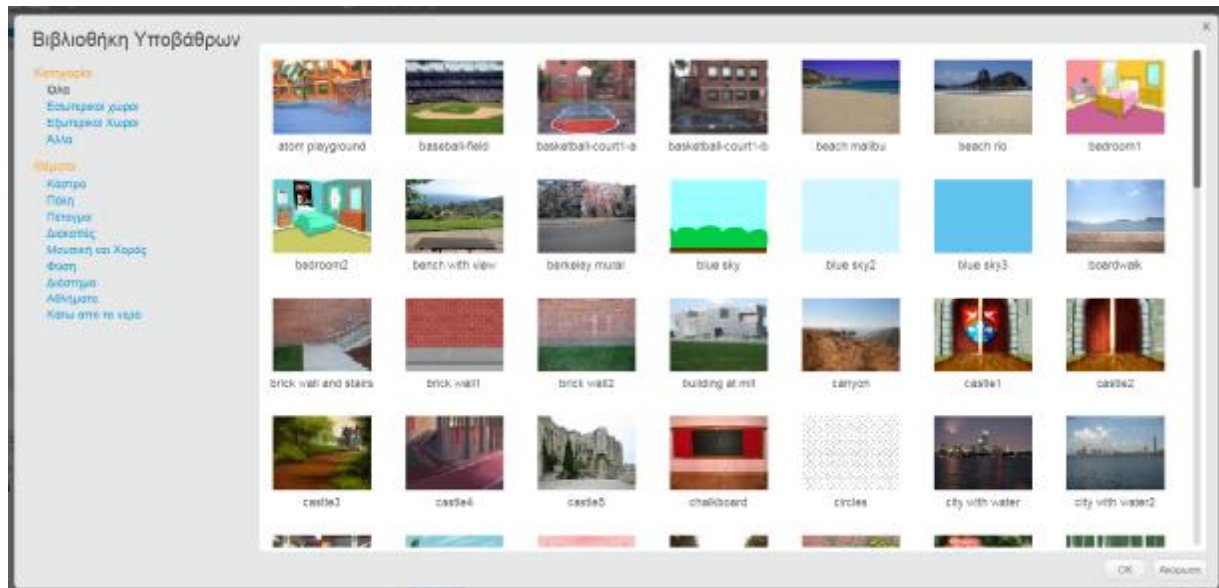 Βιβλιοθήκη Υποβάθρων
x
Κατηγορία
Όλα
Εσωτερικοί χώροι
Εξωτερικοί Χώροι
Άλλα
Θέματα
Κάστρο
Πόλη
Πέταγμα
Διακοπές
Μουσική και Χορός
Φύση
Διάστημα
Αθλήματα
Κάτω από το νερό
atom playground
baseball-field
basketball-court1-a
basketball-court1-b
beach malibu
beach rio
bedroom1
bedroom2
bench with view
berkeley mural
blue sky
blue sky2
blue sky3
boardwalk
brick wall and stairs
brick wall1
brick wall2
building at mit
canyon
castle1
castle2
castle3
castle4
castle5
chalkboard
circles
city with water
city with water2
OK
Ακύρωση